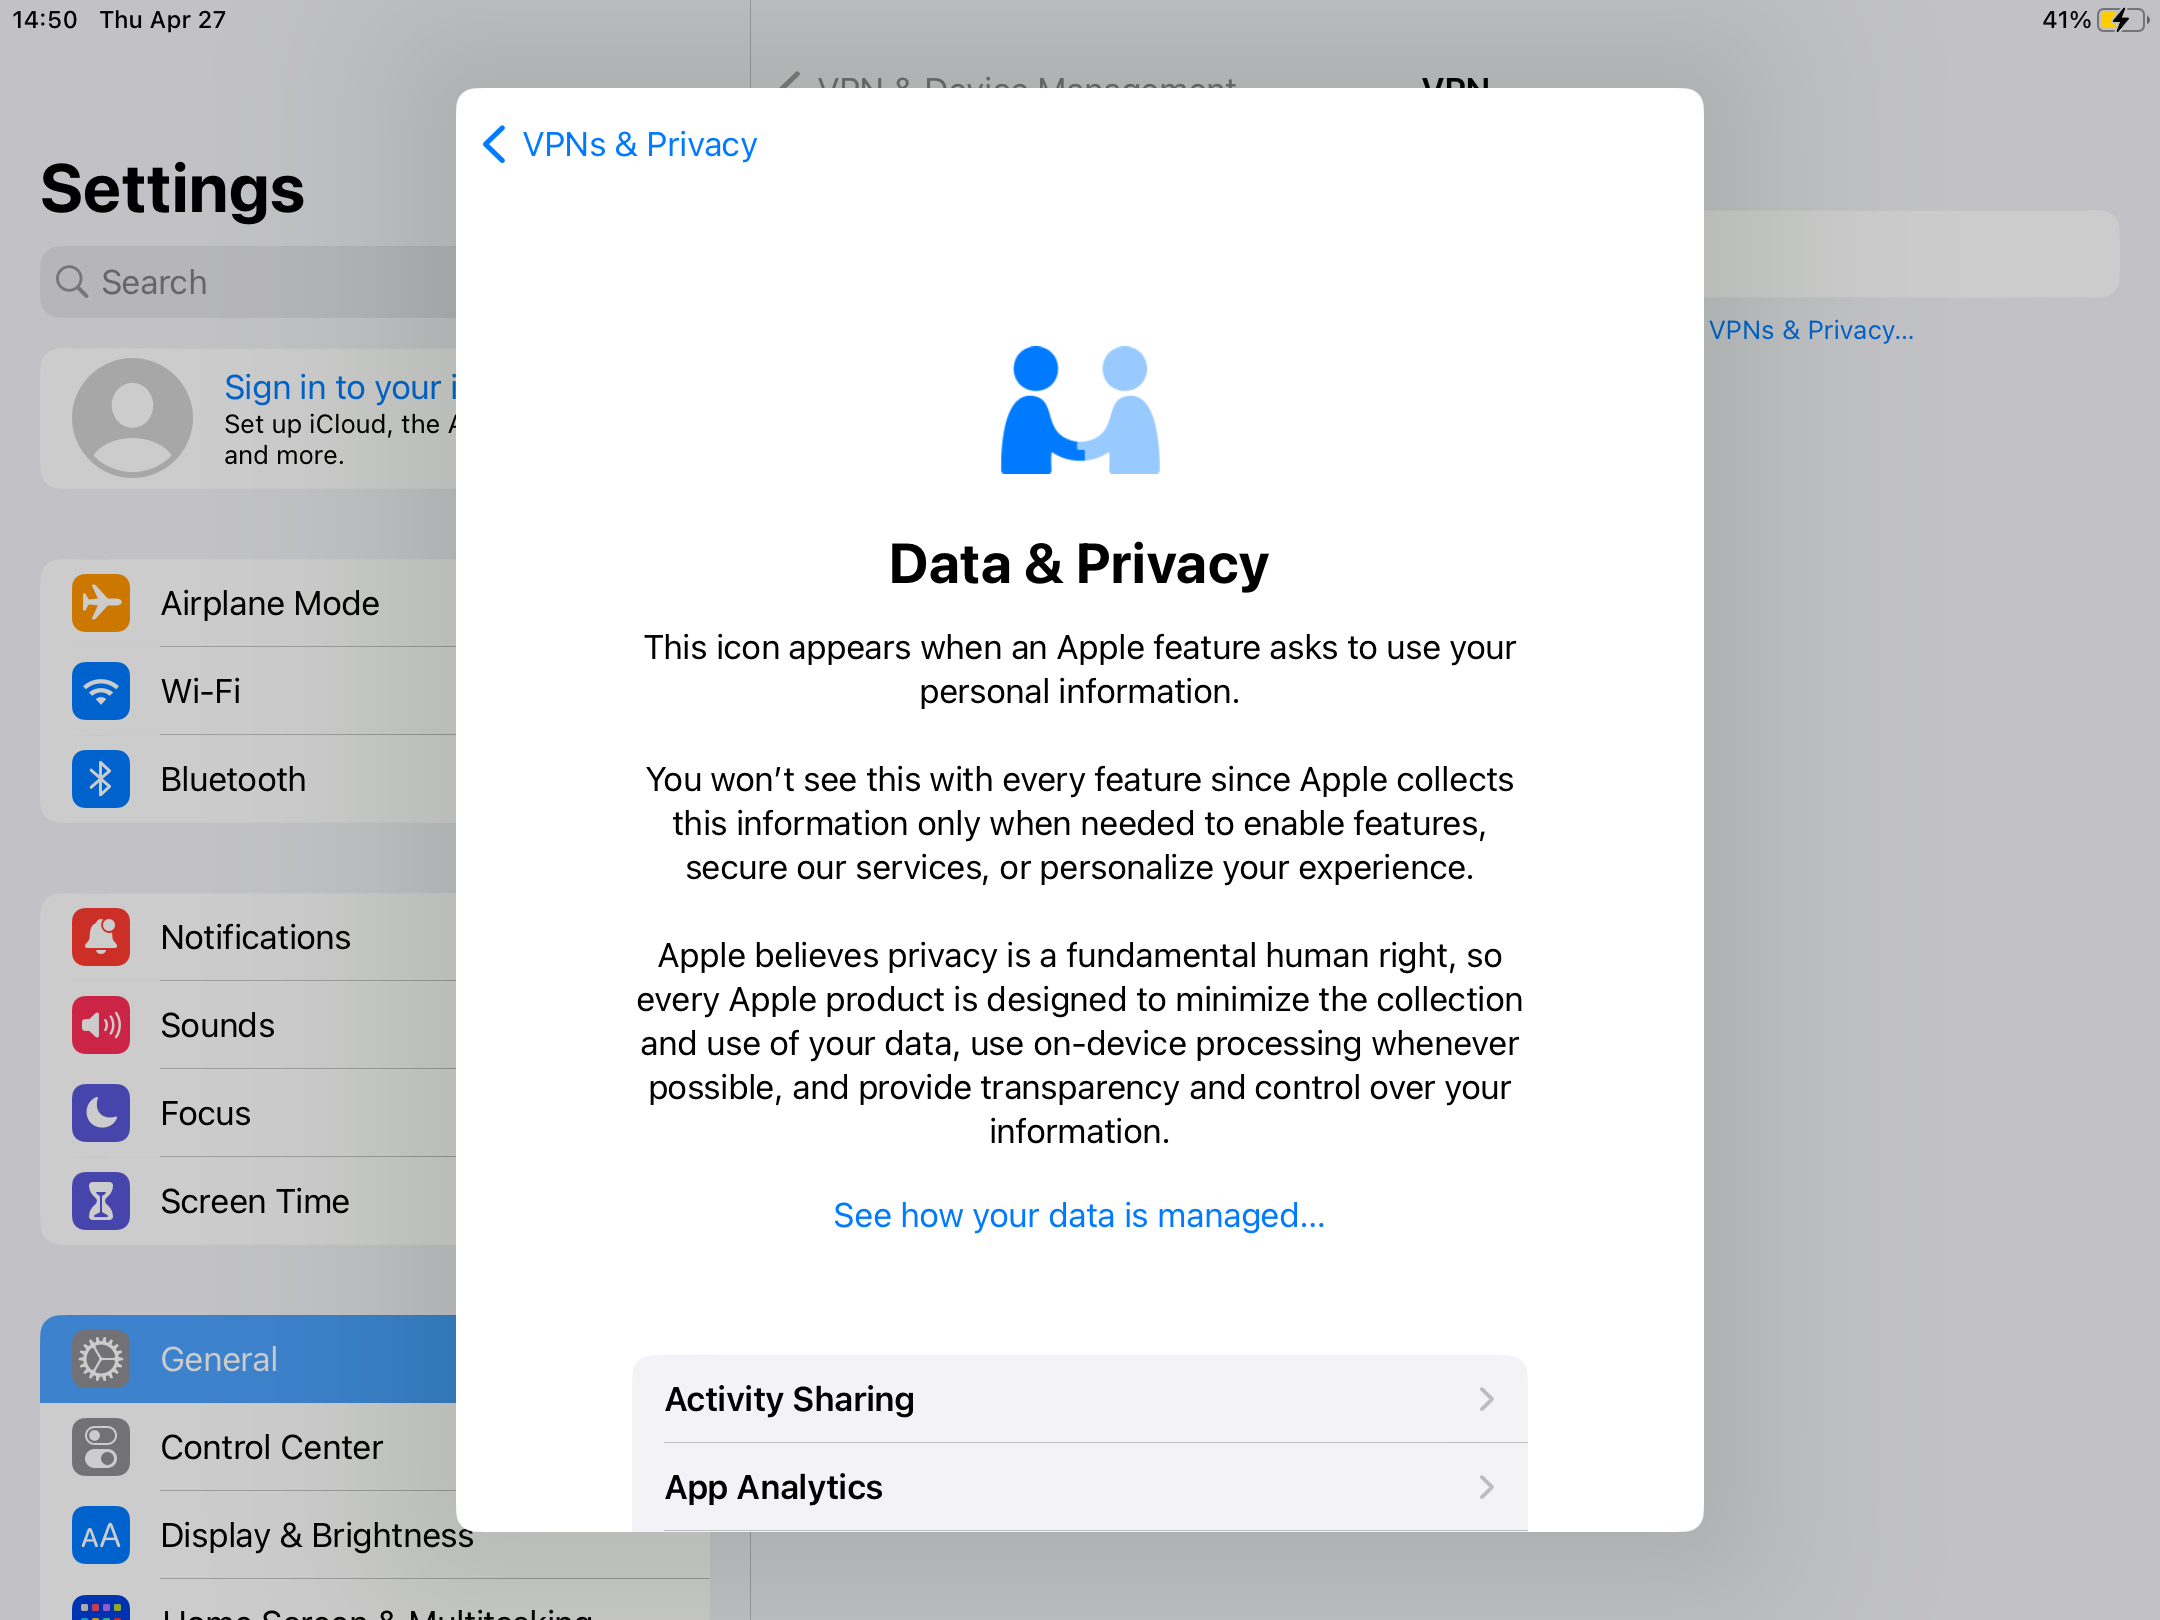 14:50 Thu Apr 27
41%
Settings
Search
Sign in to your i
Set up iCloud, the A
and more.
Airplane Mode
Wi-Fi
Bluetooth
Notifications
Sounds
Focus
Screen Time
General
Control Center
AA Display & Brightness
Home Screen & Multitasking
VPN & Device Management
VPN
VPNs & Privacy...
VPNs & Privacy
Data & Privacy
This icon appears when an Apple feature asks to use your
personal information.
You won’t see this with every feature since Apple collects
this information only when needed to enable features,
secure our services, or personalize your experience.
Apple believes privacy is a fundamental human right, so
every Apple product is designed to minimize the collection
and use of your data, use on-device processing whenever
possible, and provide transparency and control over your
information.
See how your data is managed...
Activity Sharing
App Analytics